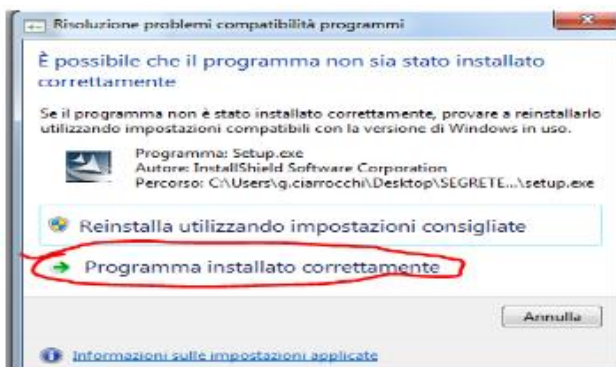 Risoluzione problemi compatibilità programmi
È possibile che il programma non sia stato installato
correttamente
Se il programma non è stato installato correttamente, provare a reinstallarlo
utilizzando impostazioni compatibili con la versione di Windows in uso.
Programma: Setup.exe
Autore: InstallShield Software Corporation
Percorso: C:\Users\g.ciarrocchi\Desktop\SEGRETE...\setup.exe
Reinstalla utilizzando impostazioni consigliate
Programma installato correttamente
Annulla
Informazioni sulle impostazioni applicate